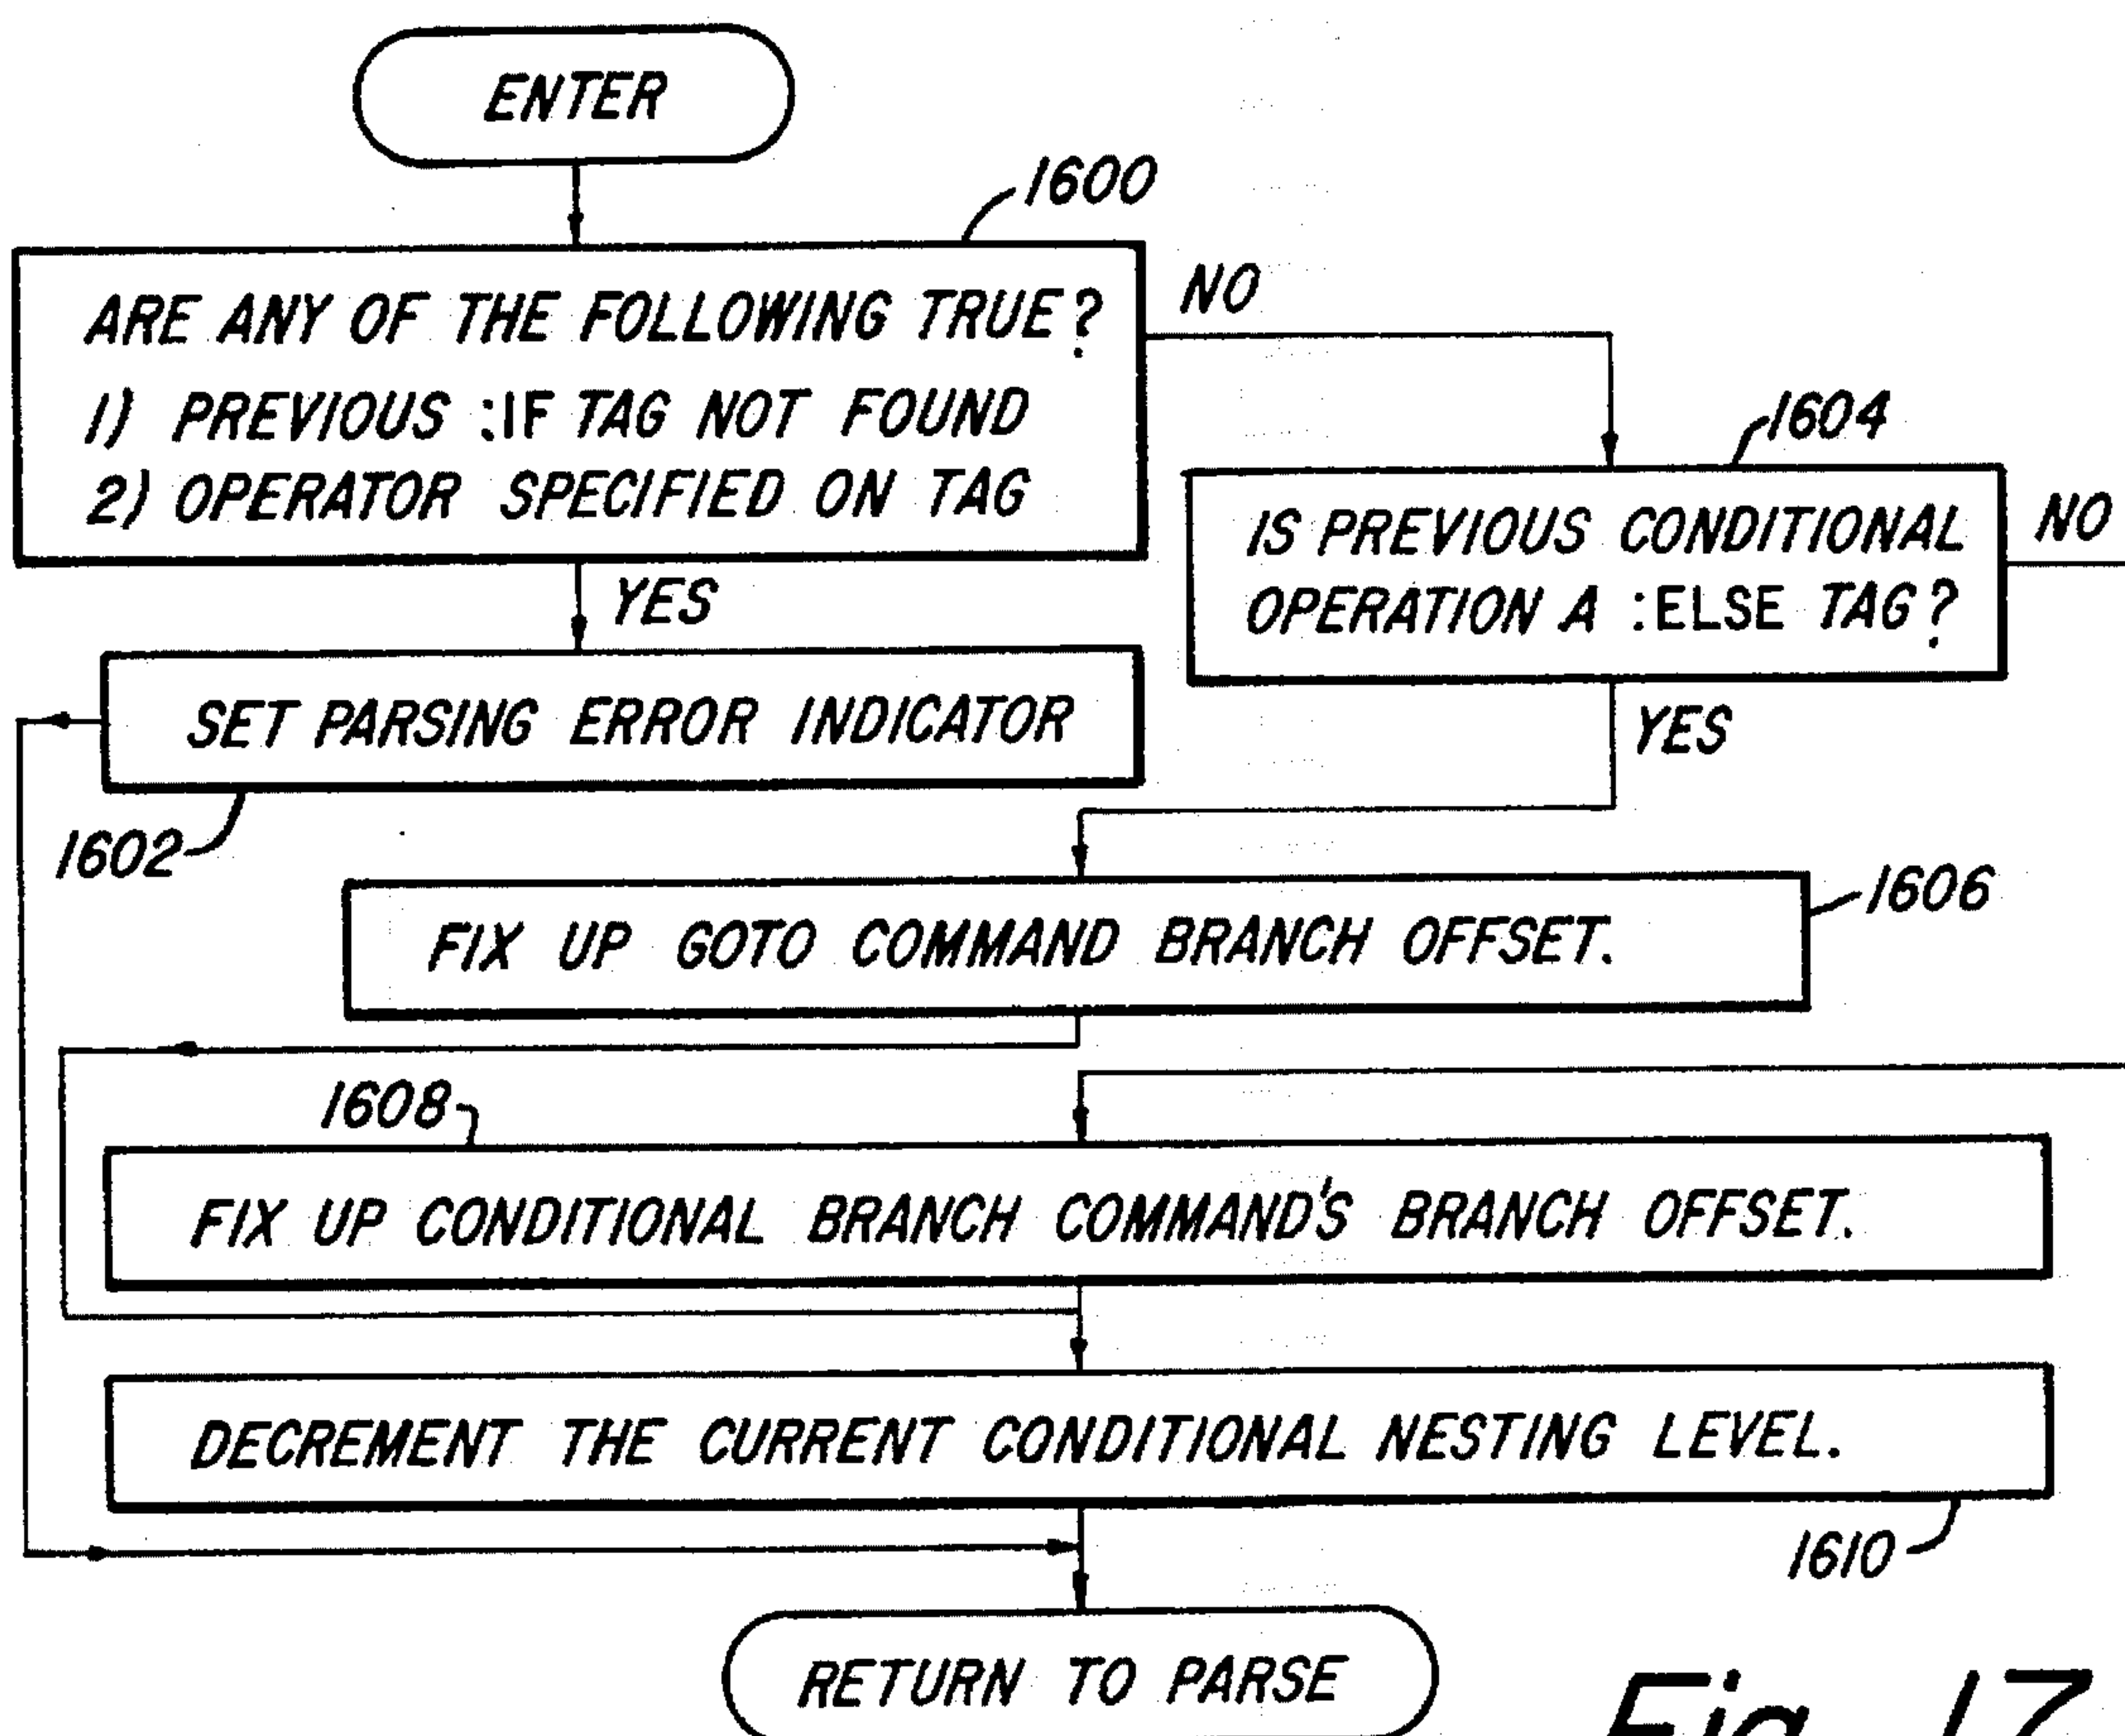 ENTER
1600
ARE ANY OF THE FOLLOWING TRUE?
1) PREVIOUS :IF TAG NOT FOUND
2) OPERATOR SPECIFIED ON TAG
NO
1604
IS PREVIOUS CONDITIONAL
OPERATION A :ELSE TAG?
NO
YES
SET PARSING ERROR INDICATOR
1602
YES
FIX UP GOTO COMMAND BRANCH OFFSET.
1606
1608
FIX UP CONDITIONAL BRANCH COMMAND'S BRANCH OFFSET.
DECREMENT THE CURRENT CONDITIONAL NESTING LEVEL.
1610
RETURN TO PARSE
Fig. 17